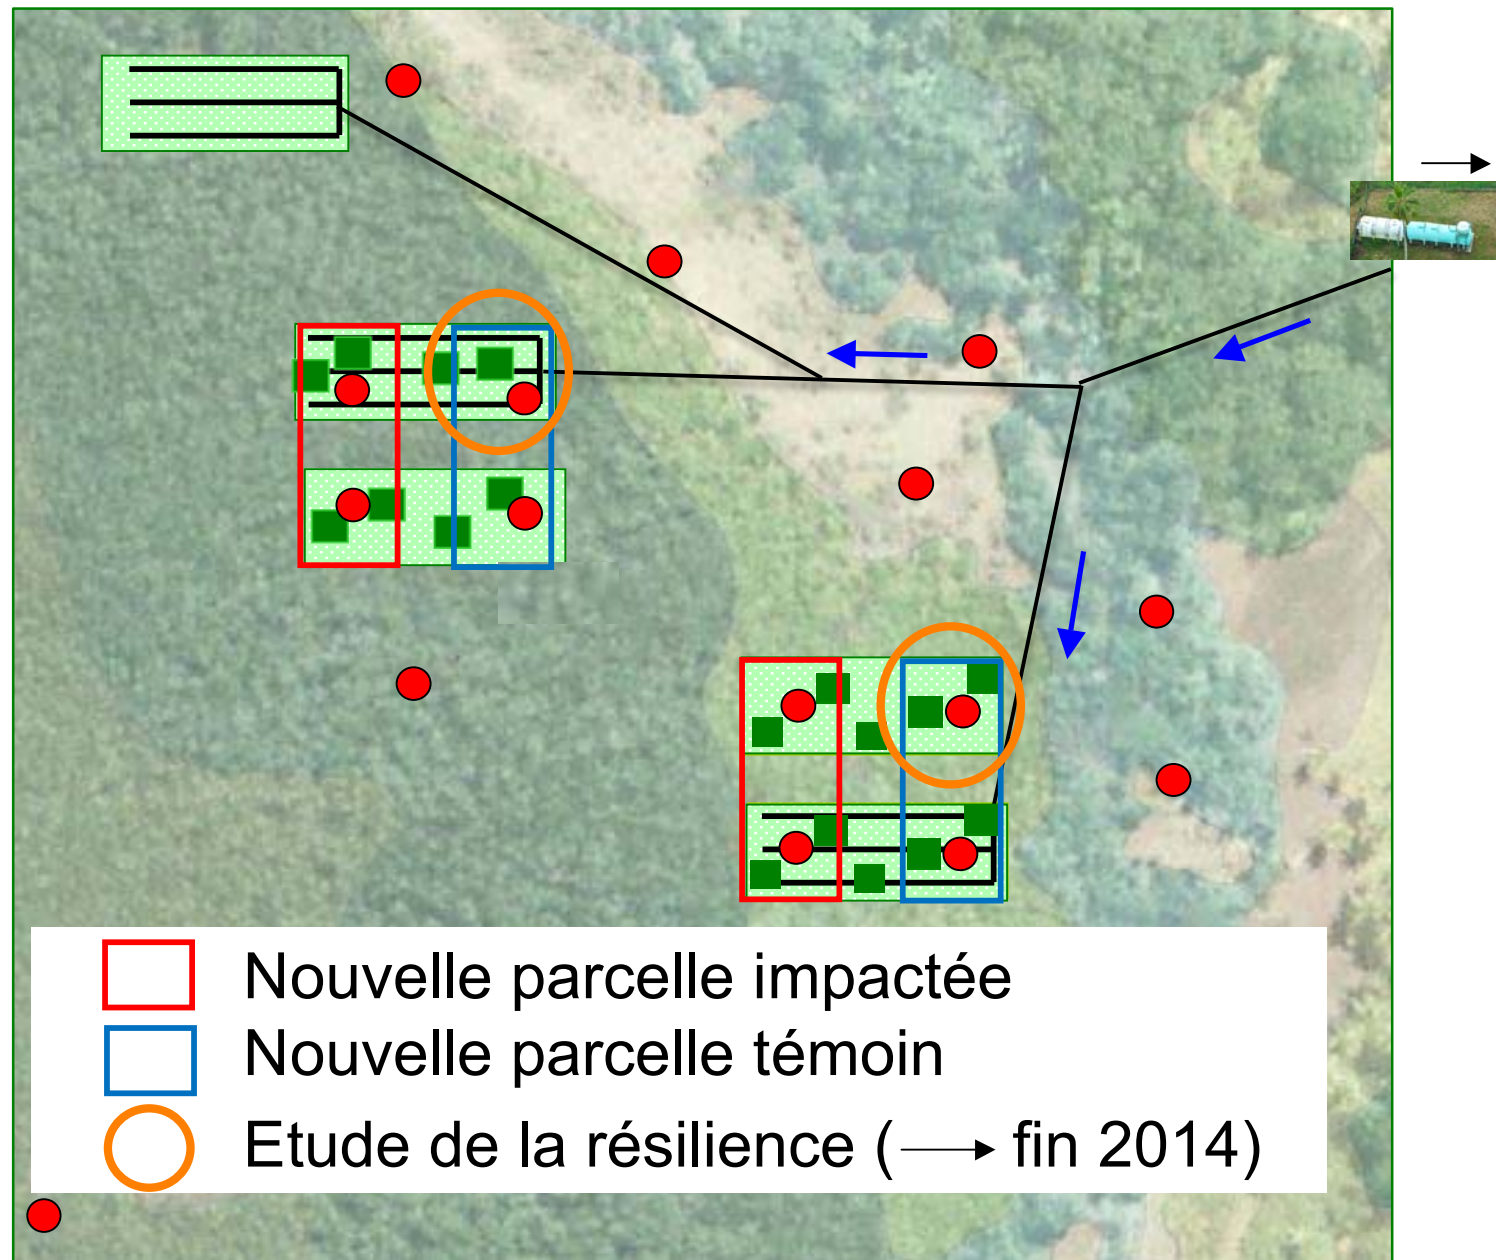 Nouvelle parcelle impactée
Nouvelle parcelle témoin
Etude de la résilience ( → fin 2014)